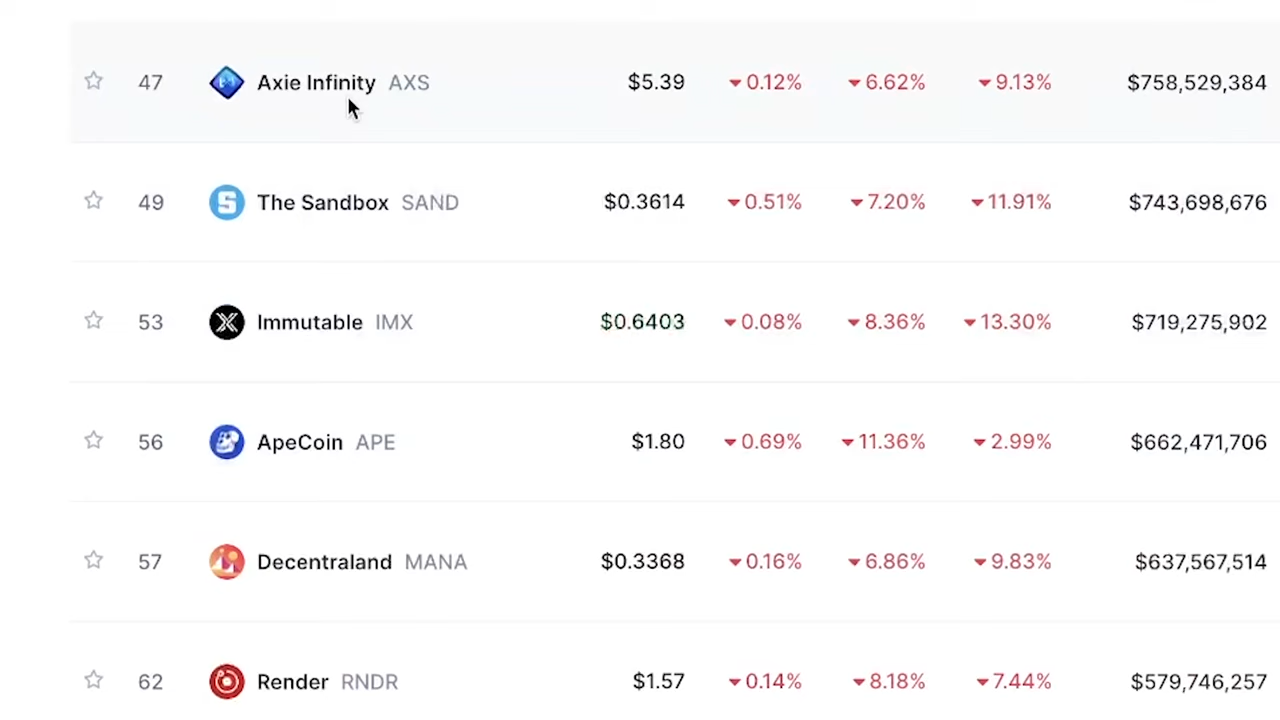 47 Axie Infinity AXS $5.39 0.12% 6.62% 9.13% $758,529,384
49 The Sandbox SAND $0.3614 0.51% 7.20% 11.91% $743,698,676
53 Immutable IMX $0.6403 0.08% 8.36% 13.30% $719,275,902
56 ApeCoin APE $1.80 0.69% 11.36% 2.99% $662,471,706
57 Decentraland MANA $0.3368 0.16% 6.86% 9.83% $637,567,514
62 Render RNDR $1.57 0.14% 8.18% 7.44% $579,746,257